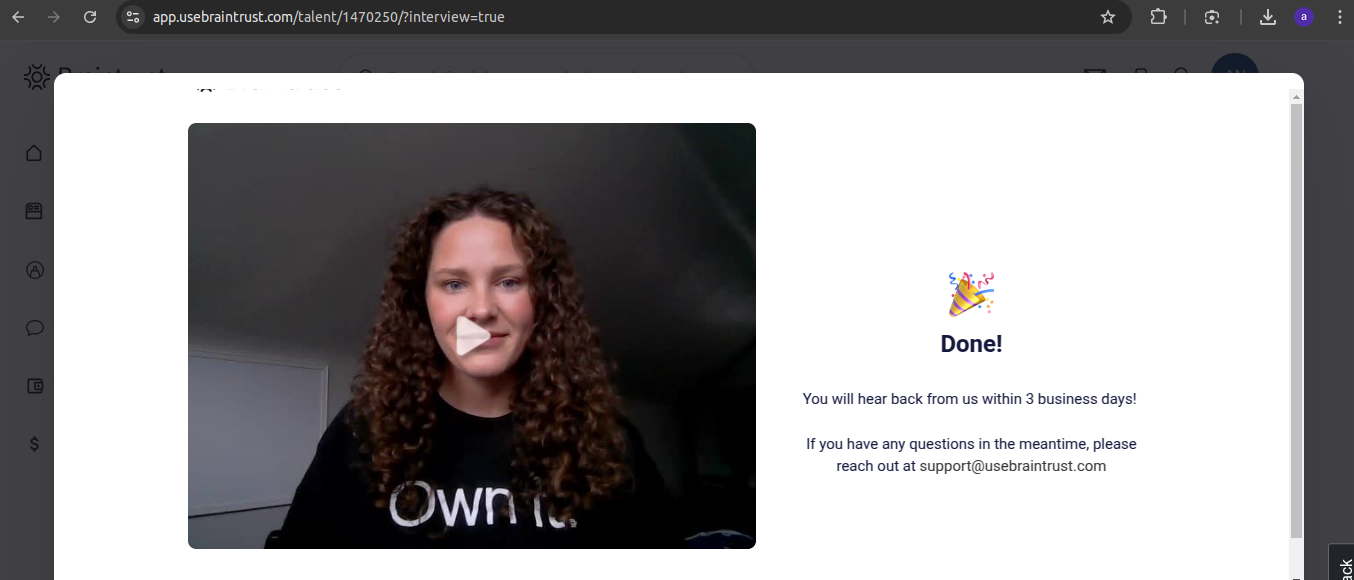 app.usebraintrust.com/talent/1470250/?interview=true
a
Own it.
Done!
You will hear back from us within 3 business days!
If you have any questions in the meantime, please
reach out at support@usebraintrust.com